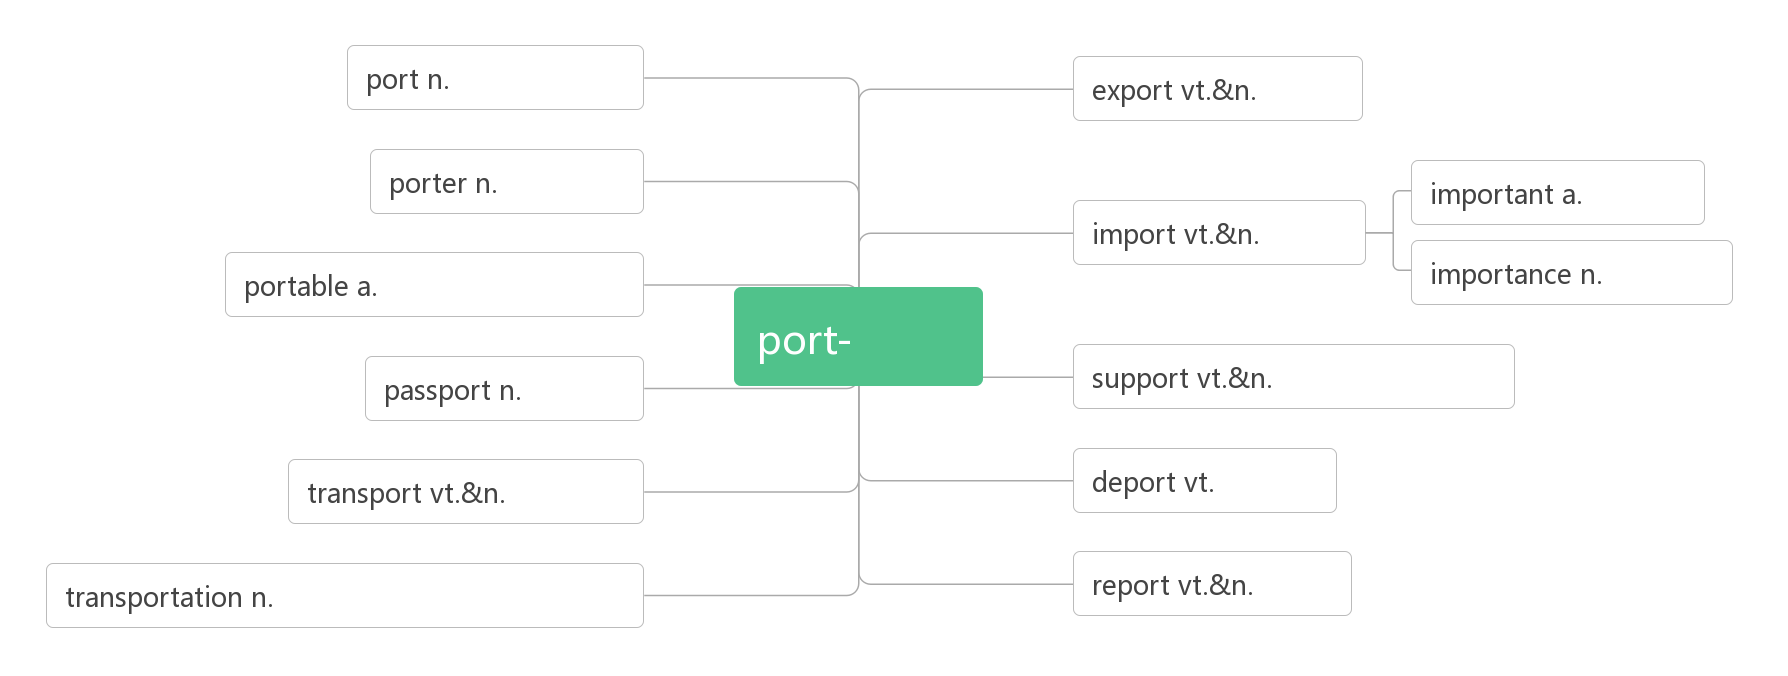 port n.
porter n.
portable a.
passport n.
transport vt.&n.
transportation n.
port-
export vt.&n.
import vt.&n.
important a.
importance n.
support vt.&n.
deport vt.
report vt.&n.